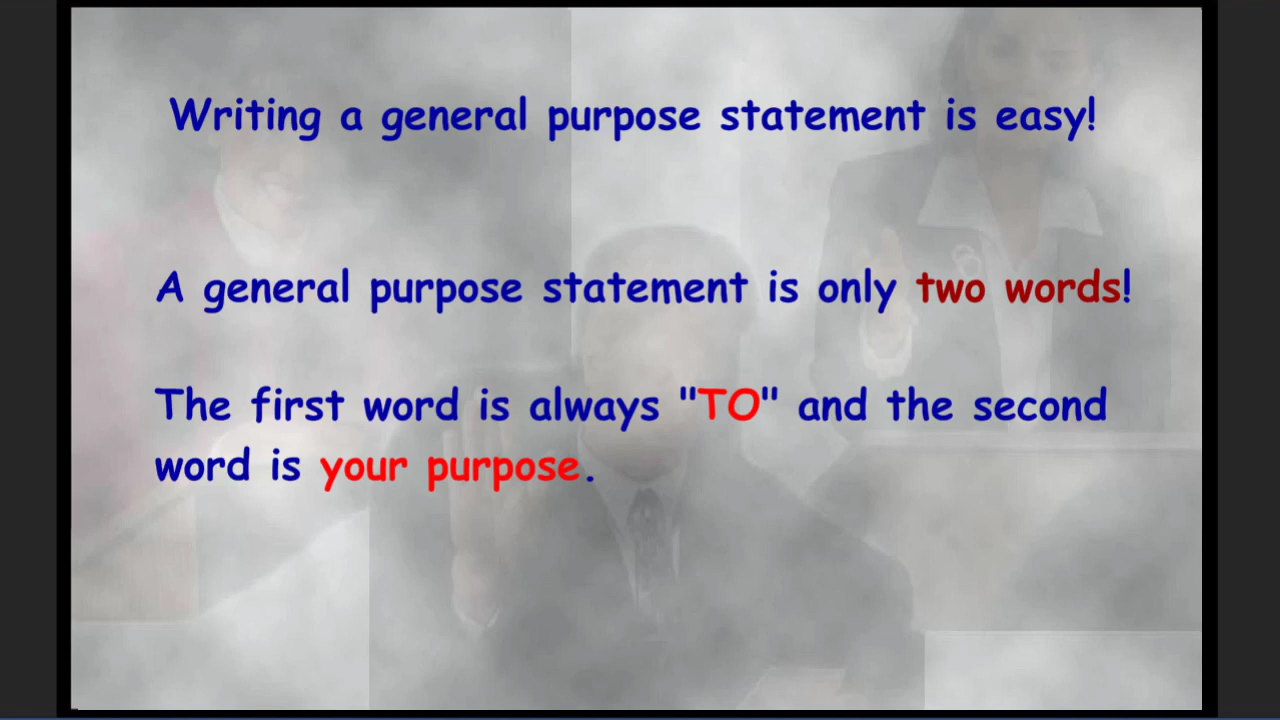 Writing a general purpose statement is easy!
A general purpose statement is only two words!
The first word is always "TO" and the second
word is your purpose.